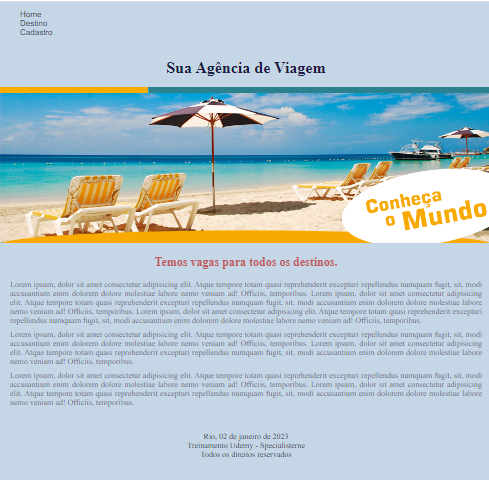 Home
Destino
Cadastro
Sua Agência de Viagem
Conheça
o Mundo
Temos vagas para todos os destinos.
Lorem ipsum, dolor sit amet consectetur adipisicing elit. Atque tempore totam quasi reprehenderit excepturi repellendus numquam fugit, sit, modi
accusantium enim dolorem dolore molestiae labore nemo veniam ad! Officiis, temporibus. Lorem ipsum, dolor sit amet consectetur adipisicing
elit. Atque tempore totam quasi reprehenderit excepturi repellendus numquam fugit, sit, modi accusantium enim dolorem dolore molestiae labore
nemo veniam ad! Officiis, temporibus. Lorem ipsum, dolor sit amet consectetur adipisicing elit. Atque tempore totam quasi reprehenderit excepturi
repellendus numquam fugit, sit, modi accusantium enim dolorem dolore molestiae labore nemo veniam ad! Officiis, temporibus.
Lorem ipsum, dolor sit amet consectetur adipisicing elit. Atque tempore totam quasi reprehenderit excepturi repellendus numquam fugit, sit, modi
accusantium enim dolorem dolore molestiae labore nemo veniam ad! Officiis, temporibus. Lorem ipsum, dolor sit amet consectetur adipisicing
elit. Atque tempore totam quasi reprehenderit excepturi repellendus numquam fugit, sit, modi accusantium enim dolorem dolore molestiae labore
nemo veniam ad! Officiis, temporibus.
Lorem ipsum, dolor sit amet consectetur adipisicing elit. Atque tempore totam quasi reprehenderit excepturi repellendus numquam fugit, sit, modi
accusantium enim dolorem dolore molestiae labore nemo veniam ad! Officiis, temporibus. Lorem ipsum, dolor sit amet consectetur adipisicing
elit. Atque tempore totam quasi reprehenderit excepturi repellendus numquam fugit, sit, modi accusantium enim dolorem dolore molestiae labore
nemo veniam ad! Officiis, temporibus.
Rio, 02 de janeiro de 2023
Treinamento Udemy - Specialisterne
Todos os direitos reservados